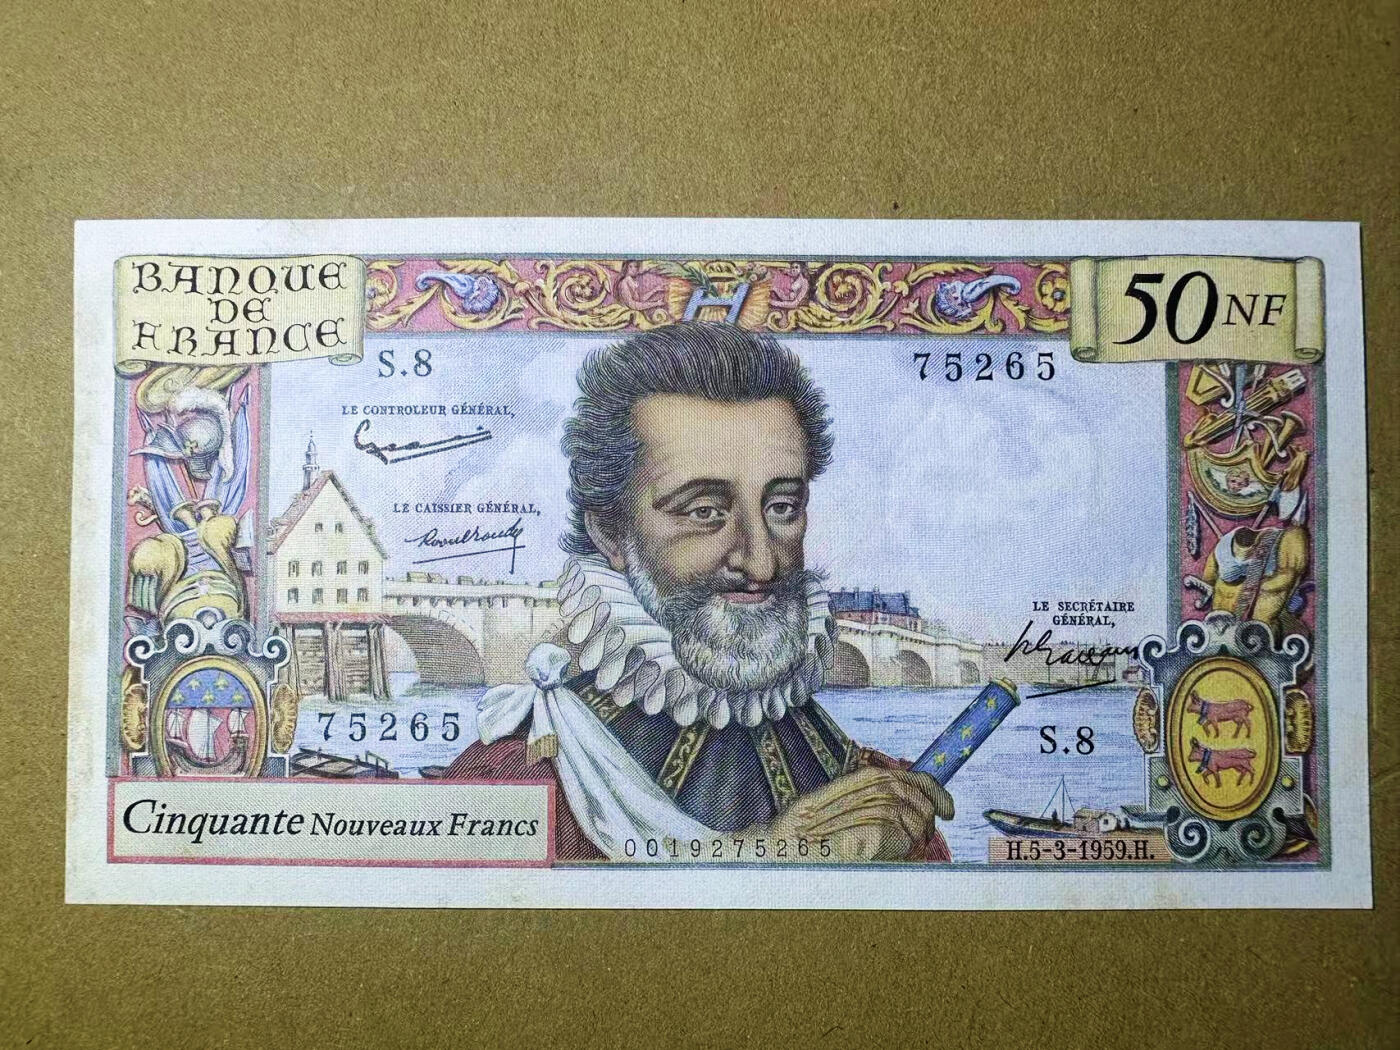 BANQUE
DE
FRANCE
50 NF
S.8
75265
LE CONTROLEUR GÉNÉRAL,
LE CAISSIER GÉNÉRAL,
LE SECRÉTAIRE
GÉNÉRAL,
75265
S.8
Cinquante Nouveaux Francs
0019275265
H.5-3-1959.H.